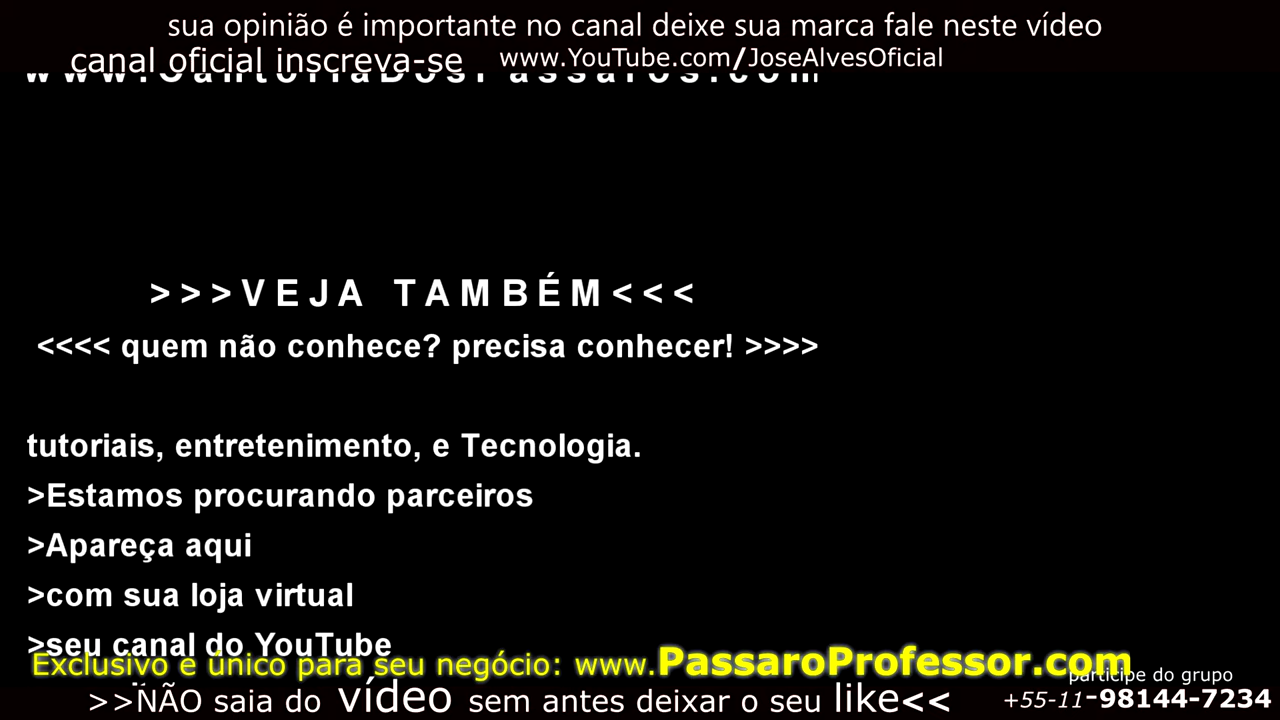 sua opinião é importante no canal deixe sua marca fale neste vídeo
canal oficial inscreva-se www.YouTube.com/JoseAlvesOficial
www.CantoriaDosPassaros.com
>>>VEJA TAMBÉM<<<
<<<< quem não conhece? precisa conhecer! >>>>
tutoriais, entretenimento, e Tecnologia.
>Estamos procurando parceiros
>Apareça aqui
>com sua loja virtual
>seu canal do YouTube
Exclusivo e único para seu negócio: www.PassaroProfessor.com
participe do grupo
>>NÃO saia do vídeo sem antes deixar o seu like<<
+55-11-98144-7234